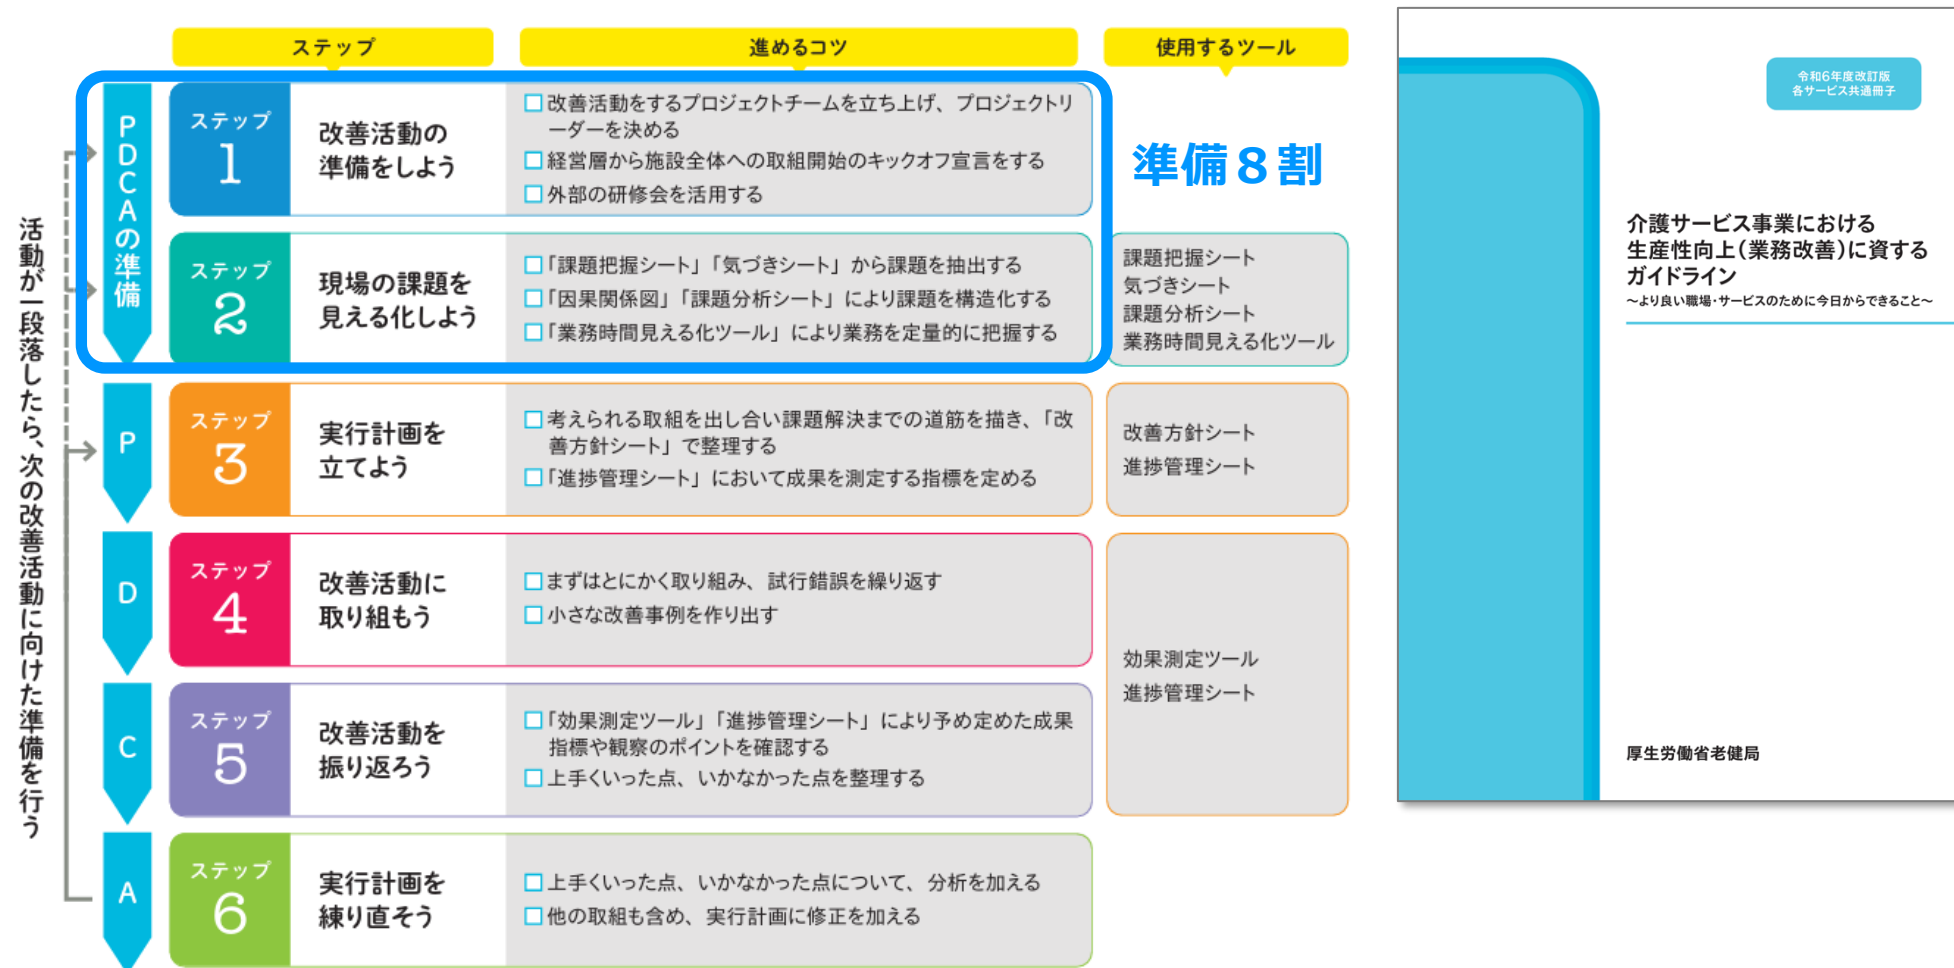 ステップ
進めるコツ
使用するツール
活動が一段落したら、次の改善活動に向けた準備を行う
PDCAの準備
ステップ
1
改善活動の
準備をしよう
□改善活動をするプロジェクトチームを立ち上げ、プロジェクトリ
ーダーを決める
□経営層から施設全体への取組開始のキックオフ宣言をする
□外部の研修会を活用する
準備８割
ステップ
2
現場の課題を
見える化しよう
□「課題把握シート」「気づきシート」から課題を抽出する
□「因果関係図」「課題分析シート」により課題を構造化する
□「業務時間見える化ツール」により業務を定量的に把握する
課題把握シート
気づきシート
課題分析シート
業務時間見える化ツール
P
ステップ
3
実行計画を
立てよう
□考えられる取組を出し合い課題解決までの道筋を描き、「改
善方針シート」で整理する
□「進捗管理シート」において成果を測定する指標を定める
改善方針シート
進捗管理シート
D
ステップ
4
改善活動に
取り組もう
□まずはとにかく取り組み、試行錯誤を繰り返す
□小さな改善事例を作り出す
効果測定ツール
進捗管理シート
C
ステップ
5
改善活動を
振り返ろう
□「効果測定ツール」「進捗管理シート」により予め定めた成果
指標や観察のポイントを確認する
□上手くいった点、いかなかった点を整理する
A
ステップ
6
実行計画を
練り直そう
□上手くいった点、いかなかった点について、分析を加える
□他の取組も含め、実行計画に修正を加える
令和6年度改訂版
各サービス共通冊子
介護サービス事業における
生産性向上（業務改善）に資する
ガイドライン
～より良い職場・サービスのために今日からできること～
厚生労働省老健局